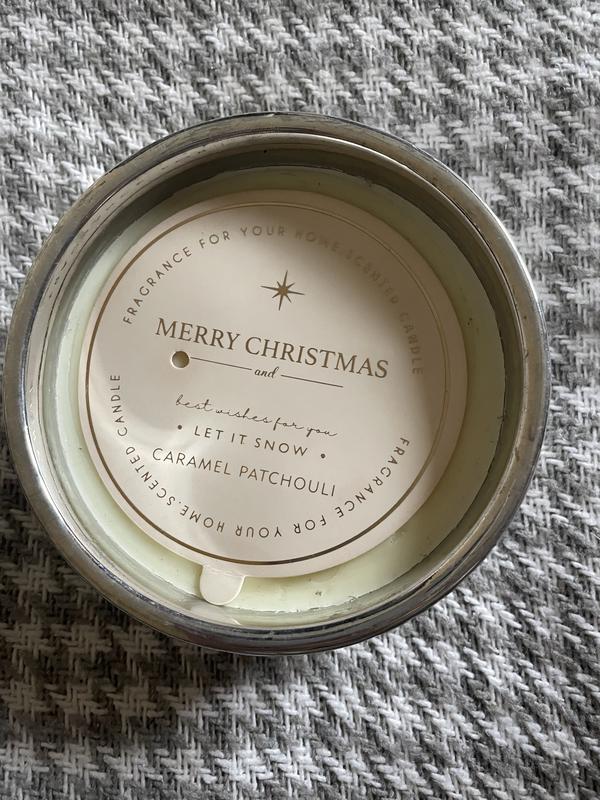 FRAGRANCE FOR YOUR HOME·SCENTED CANDLE
MERRY CHRISTMAS
and
best wishes for you
• LET IT SNOW •
CARAMEL PATCHOULI
FRAGRANCE FOR YOUR HOME·SCENTED CANDLE